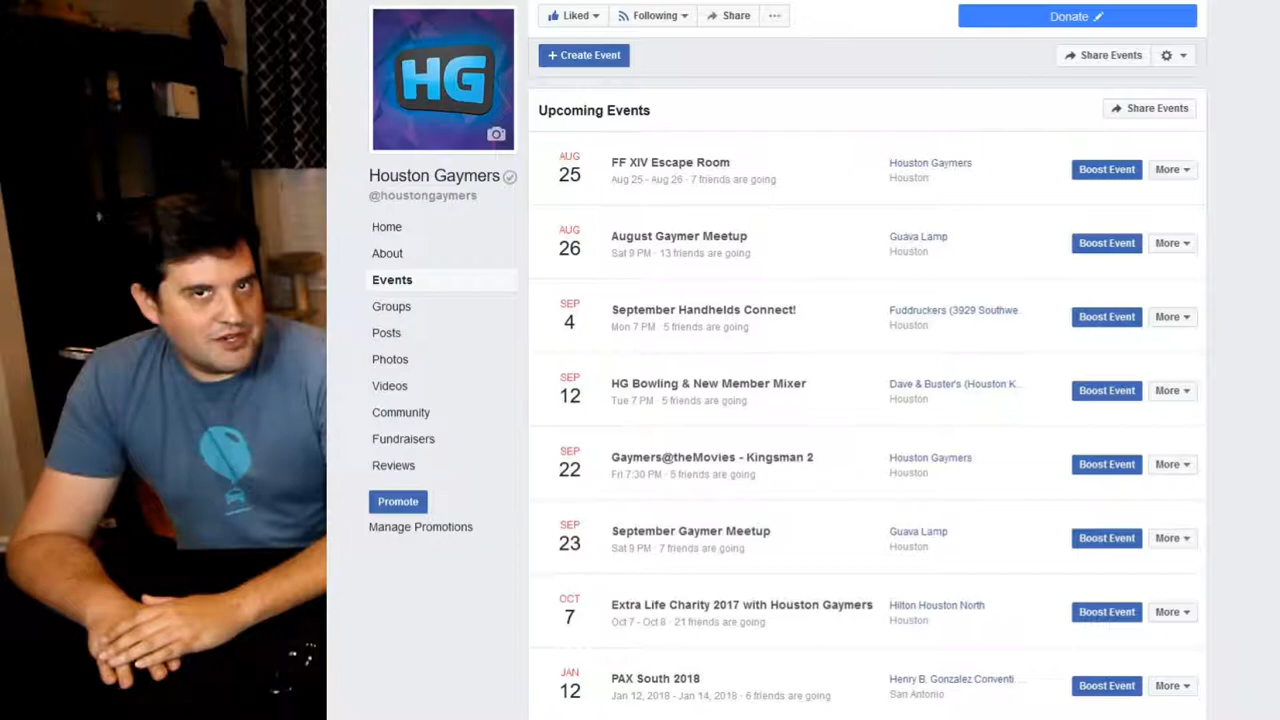 Liked
Following
Share
Donate
HG
Create Event
Share Events
Upcoming Events
Share Events
Houston Gaymers
@houstongaymers
Home
About
Events
Groups
Posts
Photos
Videos
Community
Fundraisers
Reviews
Promote
Manage Promotions
AUG
25
FF XIV Escape Room
Aug 25 - Aug 26 · 7 friends are going
Houston Gaymers
Houston
Boost Event
More
AUG
26
August Gaymer Meetup
Sat 9 PM · 13 friends are going
Guava Lamp
Houston
Boost Event
More
SEP
4
September Handhelds Connect!
Mon 7 PM · 5 friends are going
Fuddruckers (3929 Southwe...
Houston
Boost Event
More
SEP
12
HG Bowling & New Member Mixer
Tue 7 PM · 5 friends are going
Dave & Buster's (Houston K...
Houston
Boost Event
More
SEP
22
Gaymers@theMovies - Kingsman 2
Fri 7:30 PM · 5 friends are going
Houston Gaymers
Houston
Boost Event
More
SEP
23
September Gaymer Meetup
Sat 9 PM · 7 friends are going
Guava Lamp
Houston
Boost Event
More
OCT
7
Extra Life Charity 2017 with Houston Gaymers
Oct 7 - Oct 8 · 21 friends are going
Hilton Houston North
Houston
Boost Event
More
JAN
12
PAX South 2018
Jan 12, 2018 - Jan 14, 2018 · 6 friends are going
Henry B. Gonzalez Conventi...
San Antonio
Boost Event
More